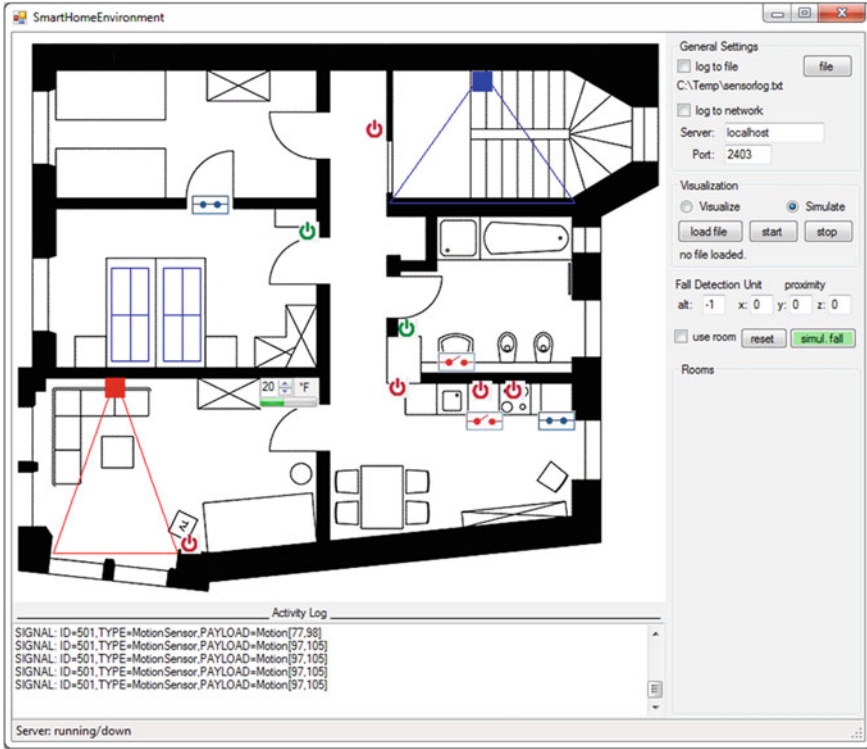 SmartHomeEnvironment
General Settings
log to file
file
C:\Temp\sensorlog.txt
log to network
Server: localhost
Port: 2403
Visualization
Visualize Simulate
load file start stop
no file loaded.
Fall Detection Unit proximity
alt: -1 x: 0 y: 0 z: 0
use room reset simul. fall
Rooms
20 °F
TV
Activity Log
SIGNAL: ID=501,TYPE=MotionSensor,PAYLOAD=Motion[77,98]
SIGNAL: ID=501,TYPE=MotionSensor,PAYLOAD=Motion[97,105]
SIGNAL: ID=501,TYPE=MotionSensor,PAYLOAD=Motion[97,105]
SIGNAL: ID=501,TYPE=MotionSensor,PAYLOAD=Motion[97,105]
SIGNAL: ID=501,TYPE=MotionSensor,PAYLOAD=Motion[97,105]
Server: running/down